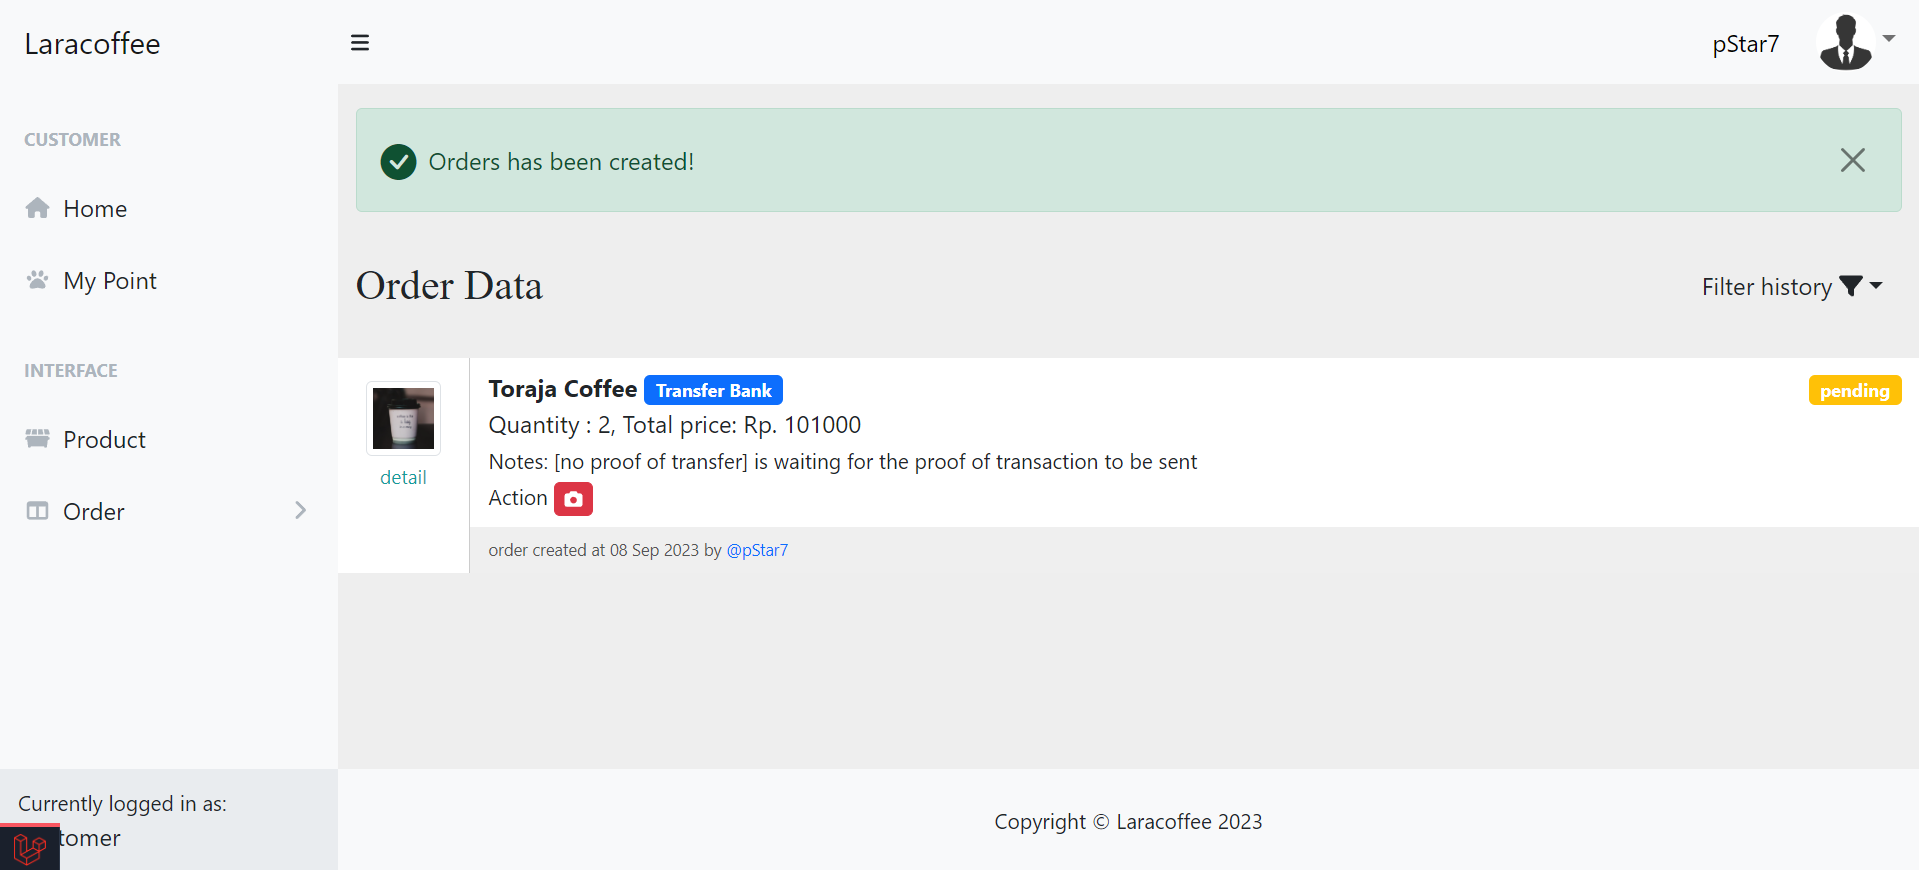 Laracoffee
pStar7
CUSTOMER
Home
My Point
INTERFACE
Product
Order
Currently logged in as:
tomer
Orders has been created!
Order Data
Filter history
Toraja Coffee Transfer Bank
pending
Quantity : 2, Total price: Rp. 101000
Notes: [no proof of transfer] is waiting for the proof of transaction to be sent
detail
Action
order created at 08 Sep 2023 by @pStar7
Copyright © Laracoffee 2023